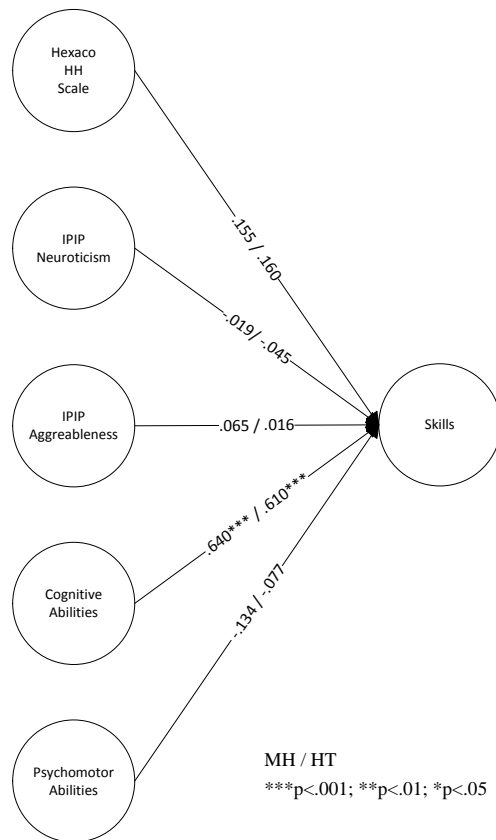 Hexaco
HH
Scale
.155 / .160
IPIP
Neuroticism
-.019/ -.045
IPIP
Aggreableness
.065 / .016
Skills
.640*** / .610***
Cognitive
Abilities
-.134 / -.077
Psychomotor
Abilities
MH / HT
***p<.001; **p<.01; *p<.05